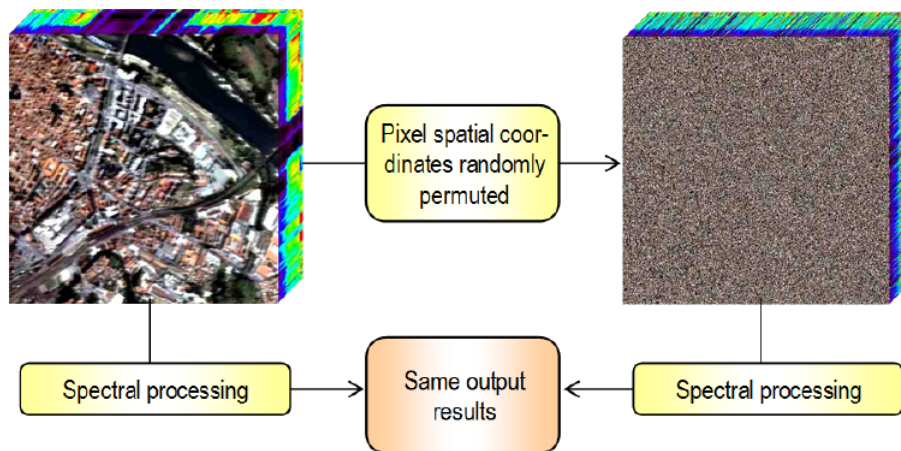 Pixel spatial coor-
dinates randomly
permuted
Spectral processing
Same output
results
Spectral processing